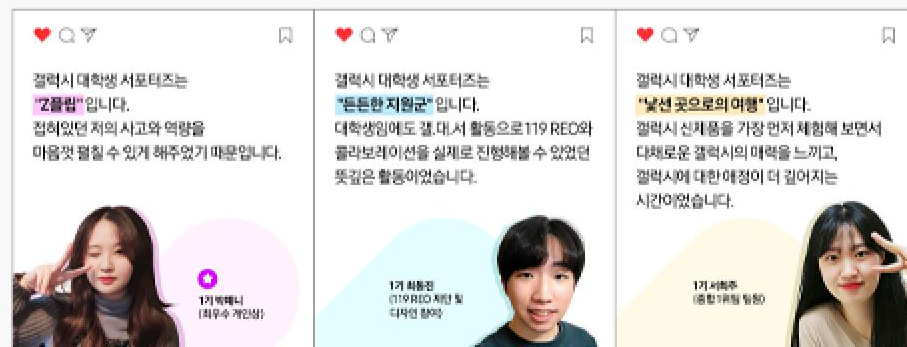 갤럭시 대학생 서포터즈는
"Z플립"입니다.
접혀있던 저의 사고와 역량을
마음껏 펼칠 수 있게 해주었기 때문입니다.
1기 박예니
(최우수 개인상)
갤럭시 대학생 서포터즈는
"든든한 지원군"입니다.
대학생임에도 갤.대.서 활동으로 119 REO와
콜라보레이션을 실제로 진행해볼 수 있었던
뜻깊은 활동이었습니다.
1기 최동진
(119 REO 제안 및
디자인 참여)
갤럭시 대학생 서포터즈는
"낯선 곳으로의 여행"입니다.
갤럭시 신제품을 가장 먼저 체험해 보면서
다채로운 갤럭시의 매력을 느끼고,
갤럭시에 대한 애정이 더 깊어지는
시간이었습니다.
1기 서희주
(종합 1위팀 팀원)